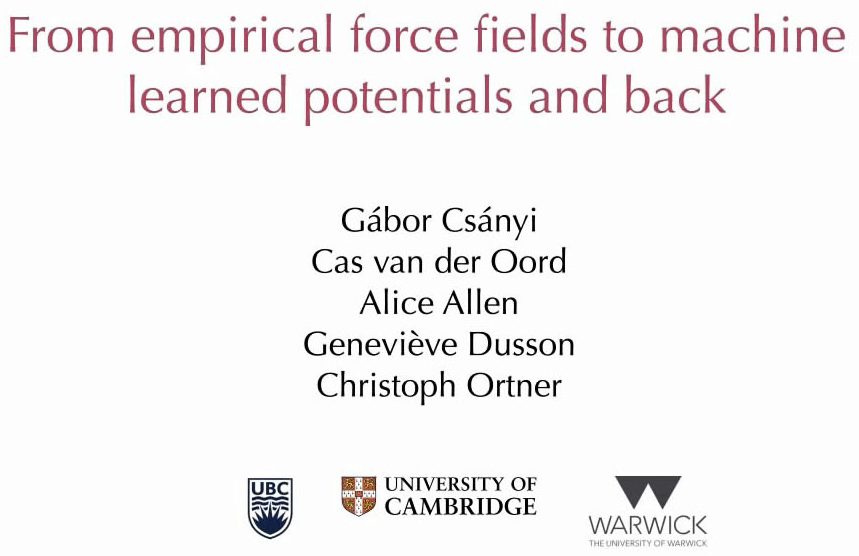 From empirical force fields to machine
learned potentials and back
Gábor Csányi
Cas van der Oord
Alice Allen
Geneviève Dusson
Christoph Ortner
UBC
UNIVERSITY OF
CAMBRIDGE
WARWICK
THE UNIVERSITY OF WARWICK